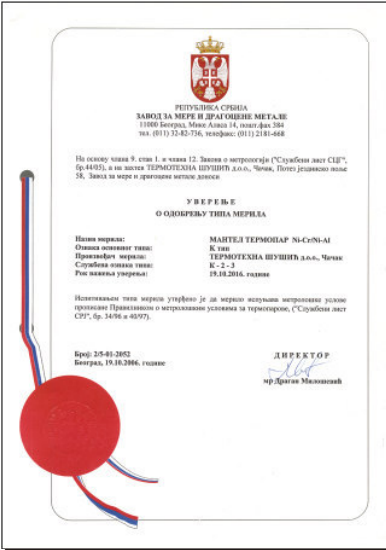 РЕПУБЛИКА СРБИЈА
ЗАВОД ЗА МЕРЕ И ДРАГОЦЕНЕ МЕТАЛЕ
11000 Београд, Мике Аласа 14, пошт.фах 384
тел. (011) 32-82-736, телефакс: (011) 2181-668
На основу члана 9. став 1. и члана 12. Закона о метрологији ("Службени лист СЦГ",
бр.44/05), а на захтев ТЕРМОТЕХНА ШУШИЋ д.о.о., Чачак, Потез јездинско поље
58, Завод за мере и драгоцене метале доноси
У В Е Р Е Њ Е
О ОДОБРЕЊУ ТИПА МЕРИЛА
Назив мерила: МАНТЕЛ ТЕРМОПАР Ni-Cr/Ni-Al
Ознака основног типа: К тип
Произвођач мерила: ТЕРМОТЕХНА ШУШИЋ д.о.о., Чачак
Службена ознака типа: К - 2 - 3
Рок важења уверења: 19.10.2016. године
Испитивањем типа мерила утврђено је да мерило испуњава метролошке услове
прописане Правилником о метролошким условима за термопарове, ("Службени лист
СРЈ", бр. 34/96 и 40/97).
Број: 2/5-01-2052
Београд, 19.10.2006. године
Д И Р Е К Т О Р
мр Драган Милошевић